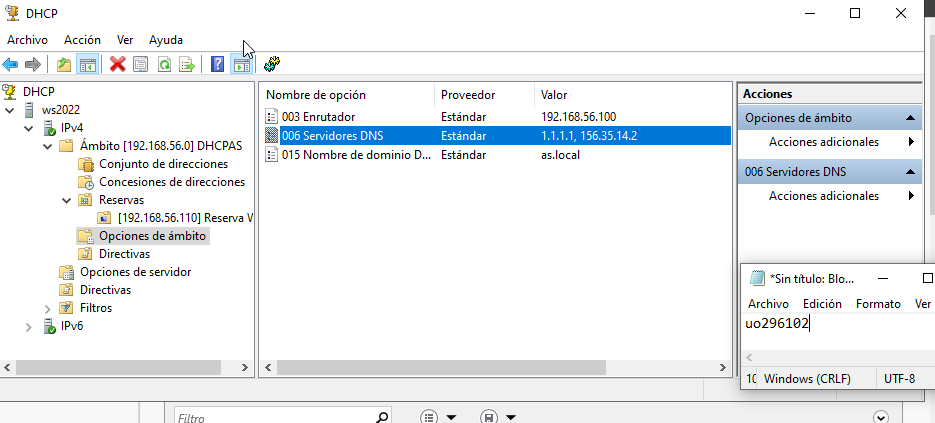 DHCP
Archivo Acción Ver Ayuda
DHCP
ws2022
IPv4
Ámbito [192.168.56.0] DHCPAS
Conjunto de direcciones
Concesiones de direcciones
Reservas
[192.168.56.110] Reserva V
Opciones de ámbito
Directivas
Opciones de servidor
Directivas
Filtros
IPv6
Nombre de opción Proveedor Valor
003 Enrutador Estándar 192.168.56.100
006 Servidores DNS Estándar 1.1.1.1, 156.35.14.2
015 Nombre de dominio D... Estándar as.local
Acciones
Opciones de ámbito
Acciones adicionales
006 Servidores DNS
Acciones adicionales
*Sin título: Blo...
Archivo Edición Formato Ver
uo296102
10 Windows (CRLF) UTF-8
Filtro